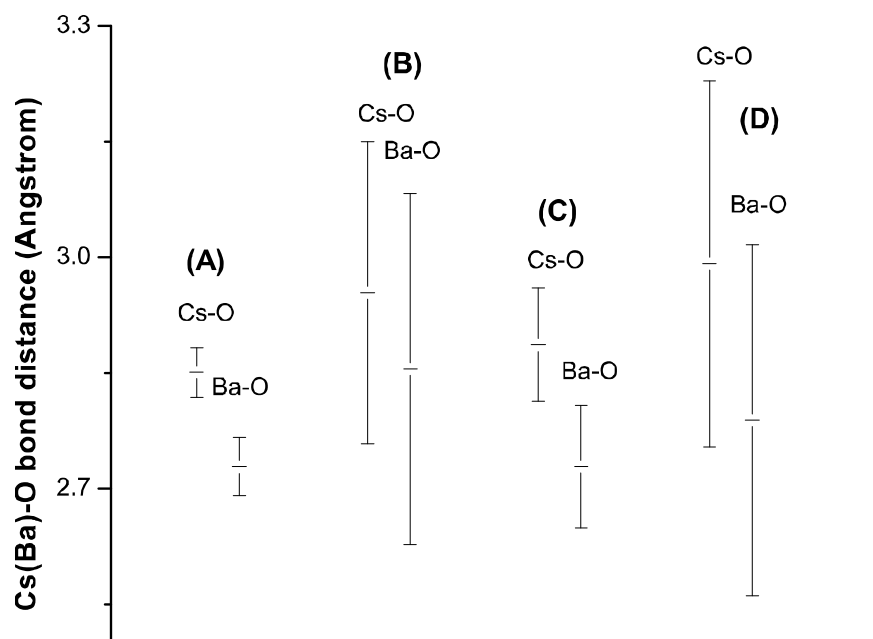 3.3
Cs-O
(B)
Cs-O
(D)
Ba-O
Ba-O
(C)
(A)
3.0
Cs-O
Cs-O
Ba-O
Ba-O
2.7
Cs(Ba)-O bond distance (Angstrom)